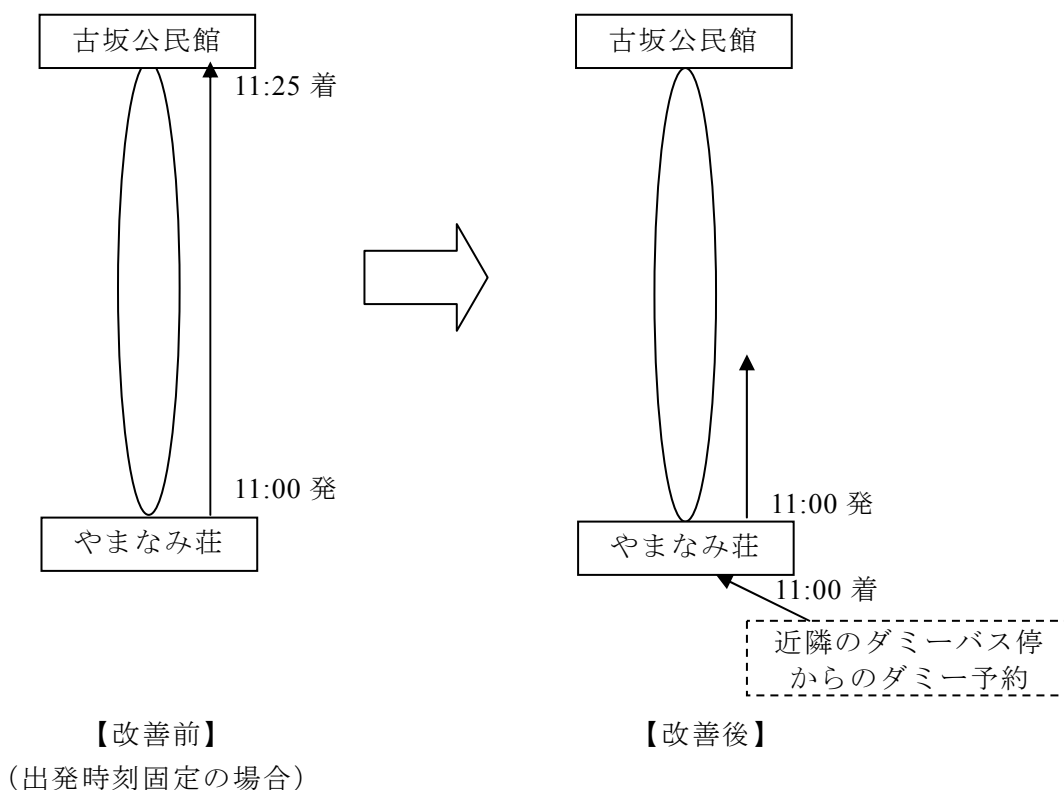 古坂公民館
11:25 着
11:00 発
やまなみ荘
【改善前】
(出発時刻固定の場合)
古坂公民館
11:00 発
やまなみ荘
11:00 着
近隣のダミーバス停
からのダミー予約
【改善後】